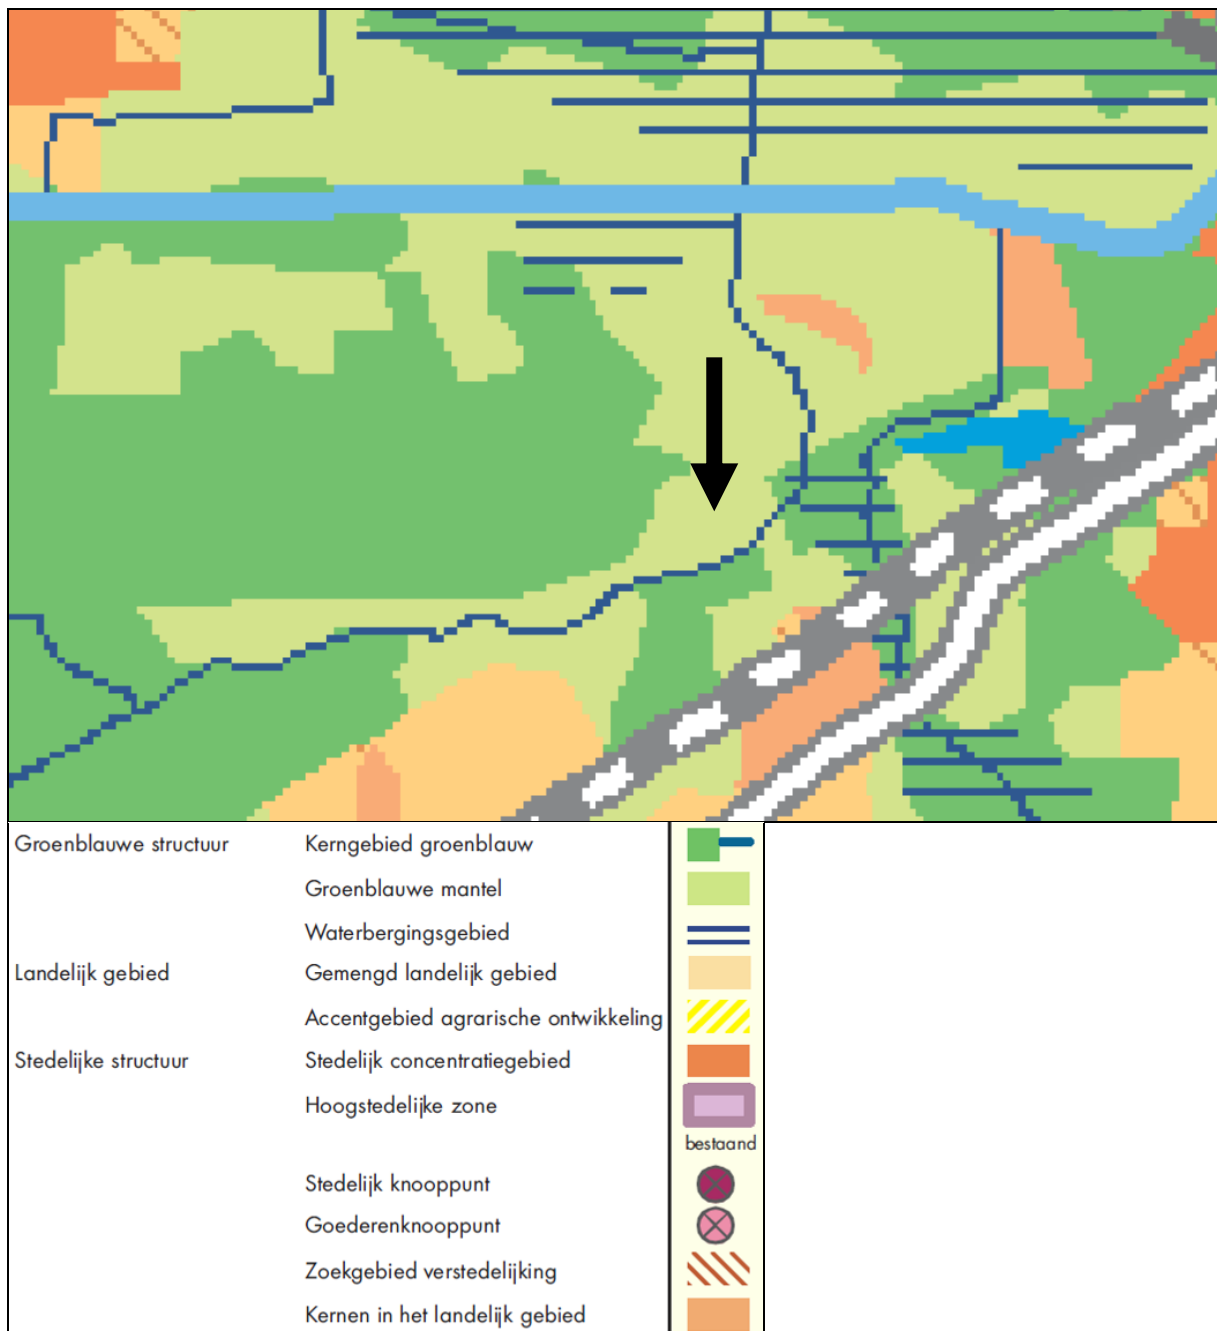 Groenblauwe structuur Kerngebied groenblauw
Groenblauwe mantel
Waterbergingsgebied
Landelijk gebied Gemengd landelijk gebied
Accentgebied agrarische ontwikkeling
Stedelijke structuur Stedelijk concentratiegebied
Hoogstedelijke zone
bestaand
Stedelijk knooppunt
Goederenknooppunt
Zoekgebied verstedelijking
Kernen in het landelijk gebied